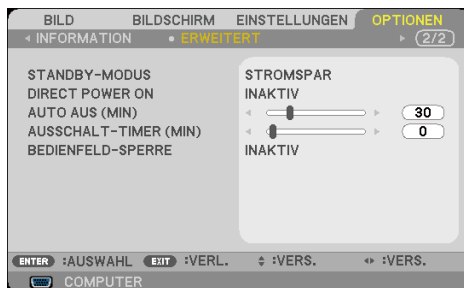 BILD BILDSCHIRM EINSTELLUNGEN OPTIONEN
INFORMATION • ERWEITERT (2/2)
STANDBY-MODUS STROMSPAR
DIRECT POWER ON INAKTIV
AUTO AUS (MIN) 30
AUSSCHALT-TIMER (MIN) 0
BEDIENFELD-SPERRE INAKTIV
ENTER :AUSWAHL EXIT :VERL. :VERS. :VERS.
COMPUTER